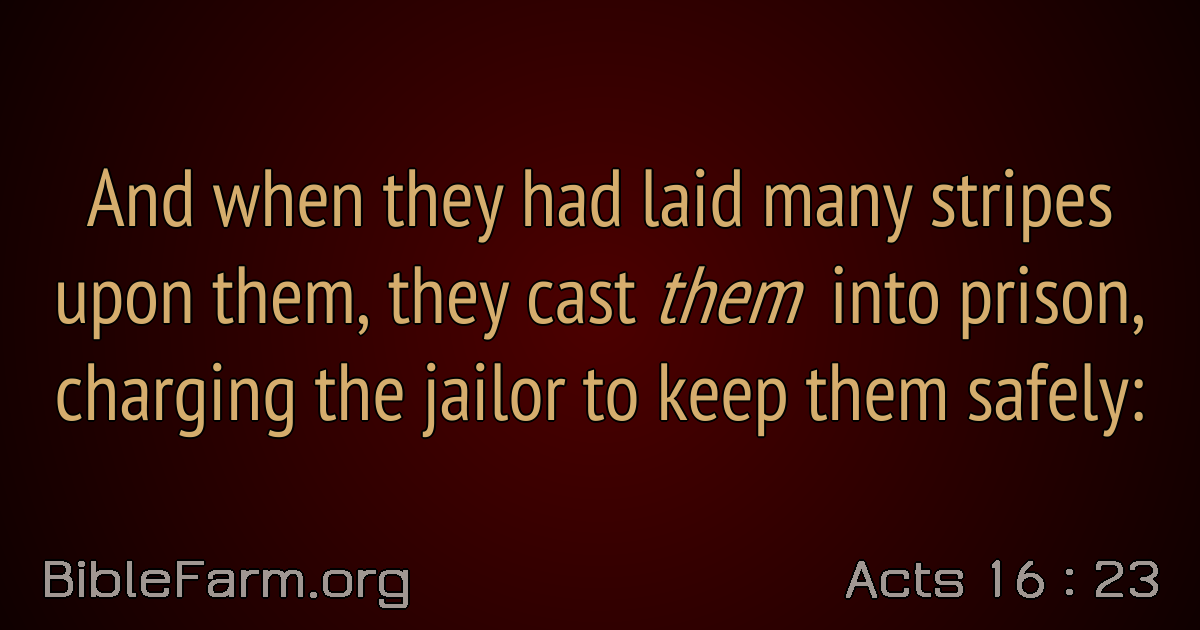 And when they had laid many stripes
upon them, they cast them into prison,
charging the jailor to keep them safely:
BibleFarm.org
Acts 16 : 23